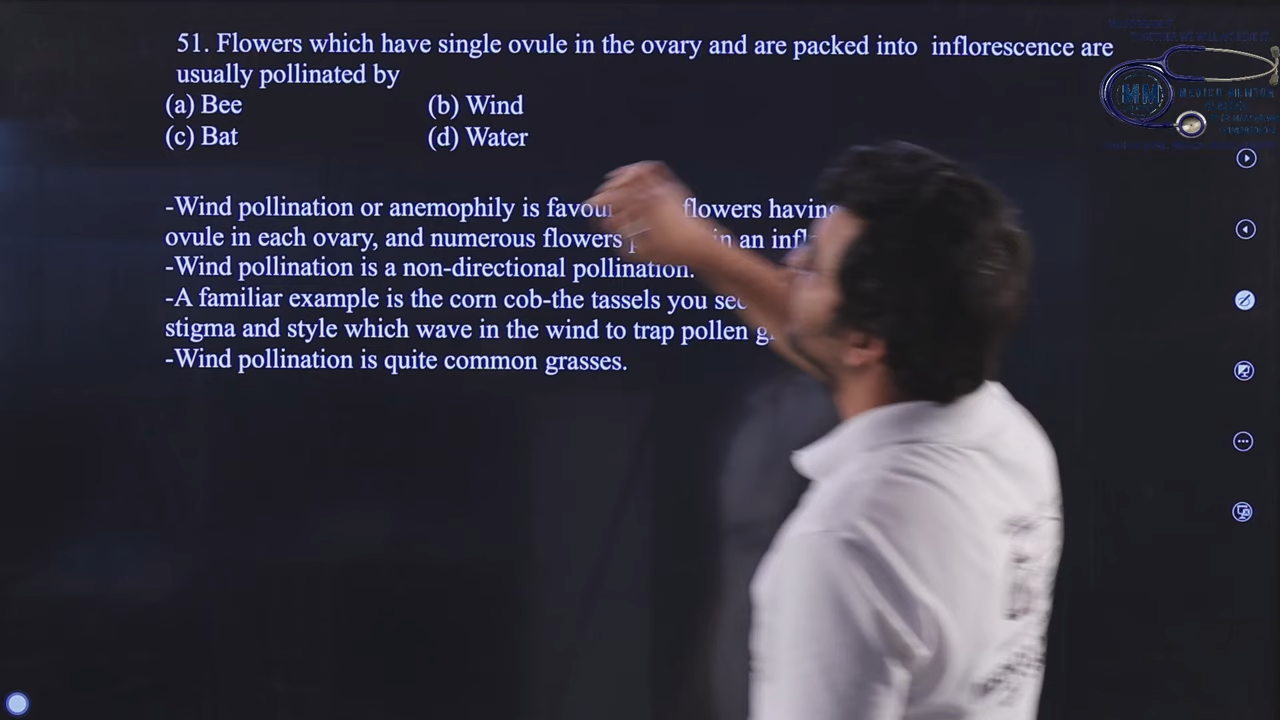 51. Flowers which have single ovule in the ovary and are packed into inflorescence are
usually pollinated by
(a) Bee (b) Wind
(c) Bat (d) Water
-Wind pollination or anemophily is flowers having
ovule in each ovary, and numerous flowers in an
-Wind pollination is a non-directional pollination.
-A familiar example is the corn cob-the tassels you
stigma and style which wave in the wind to trap pollen
-Wind pollination is quite common grasses.